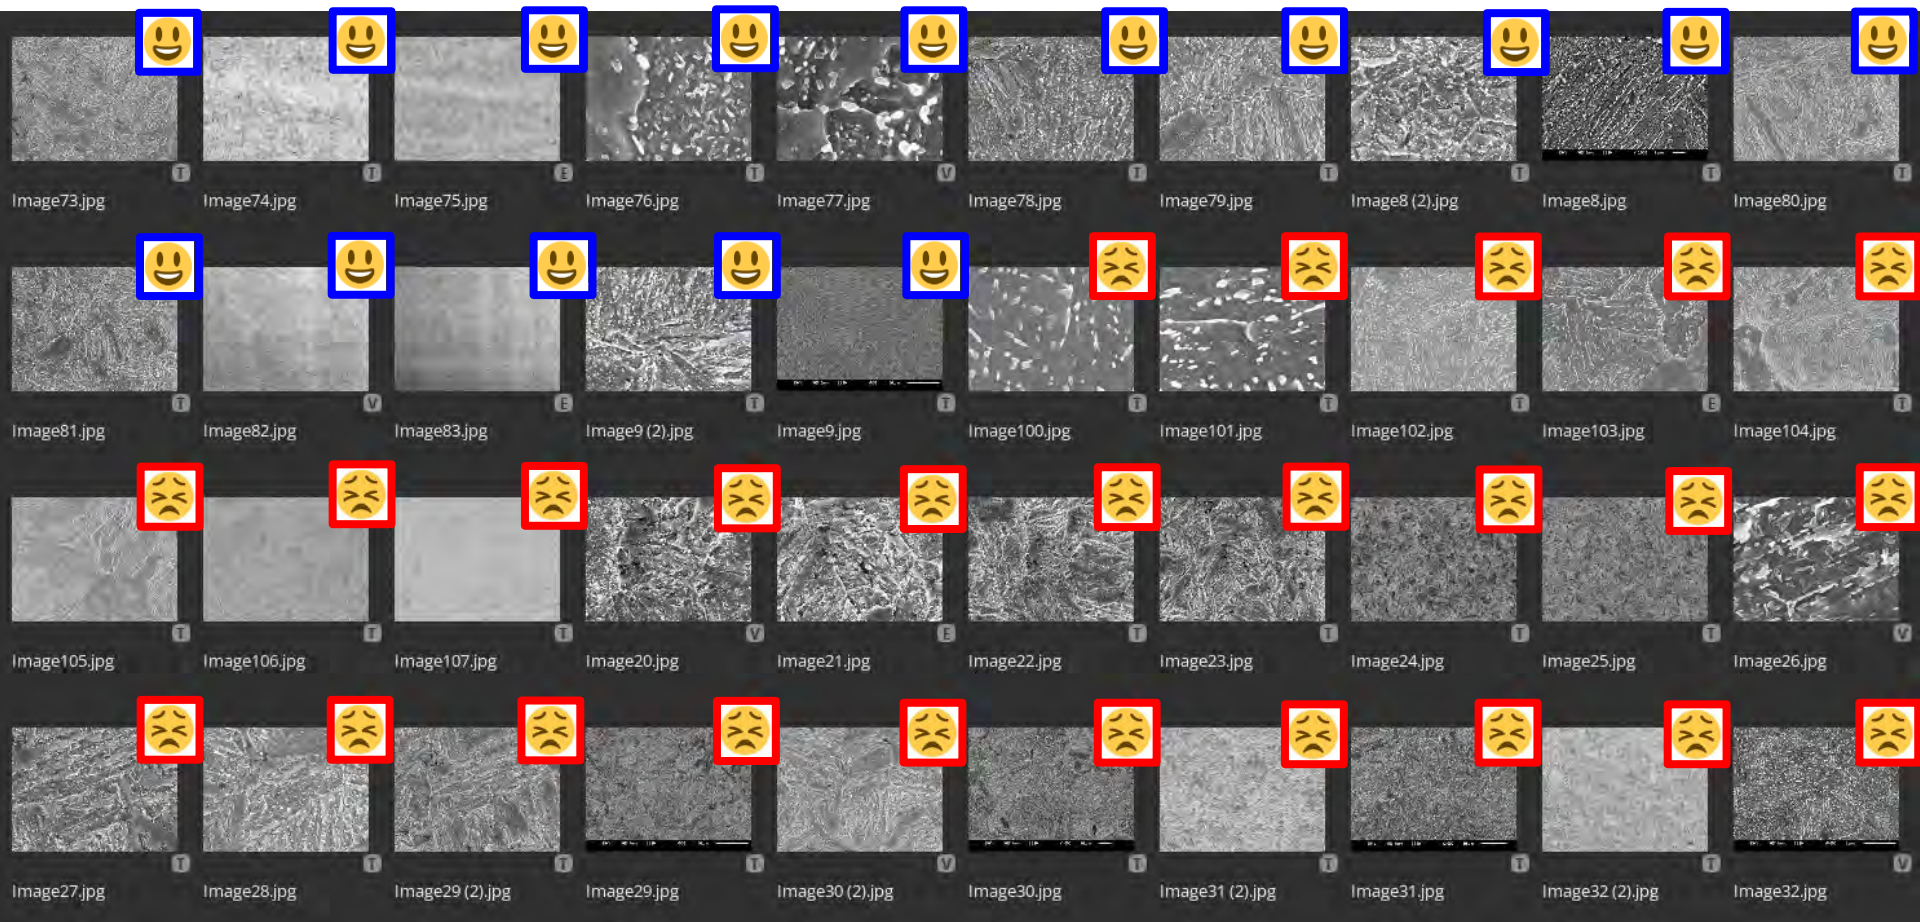 T T E T V T T T T T
Image73.jpg Image74.jpg Image75.jpg Image76.jpg Image77.jpg Image78.jpg Image79.jpg Image8 (2).jpg Image8.jpg Image80.jpg
T V E T T T T T E T
Image81.jpg Image82.jpg Image83.jpg Image9 (2).jpg Image9.jpg Image100.jpg Image101.jpg Image102.jpg Image103.jpg Image104.jpg
T T T V E T T T T V
Image105.jpg Image106.jpg Image107.jpg Image20.jpg Image21.jpg Image22.jpg Image23.jpg Image24.jpg Image25.jpg Image26.jpg
T T T T V T T T T V
Image27.jpg Image28.jpg Image29 (2).jpg Image29.jpg Image30 (2).jpg Image30.jpg Image31 (2).jpg Image31.jpg Image32 (2).jpg Image32.jpg